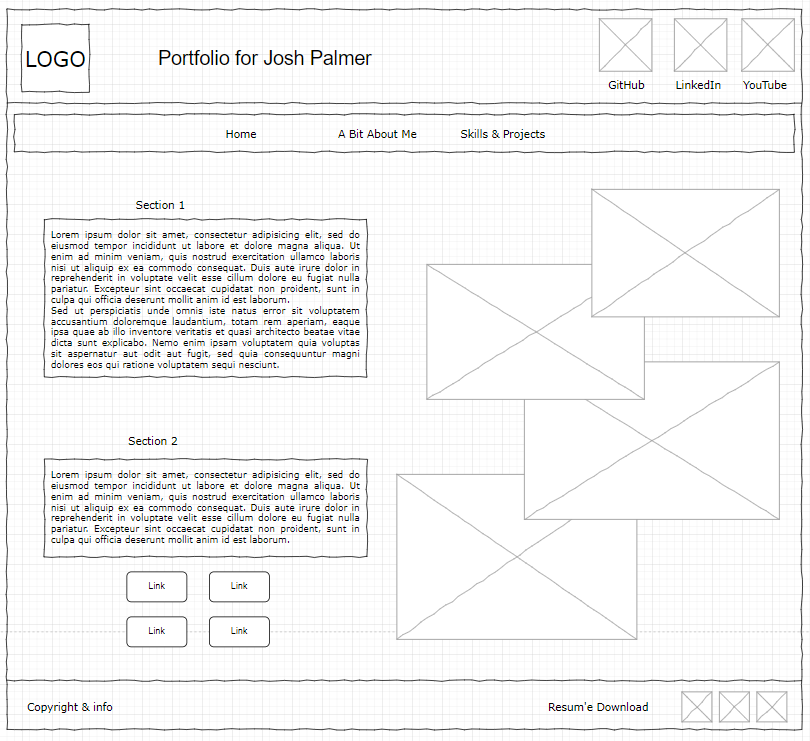 LOGO
Portfolio for Josh Palmer
GitHub
LinkedIn
YouTube
Home
A Bit About Me
Skills & Projects
Section 1
Lorem ipsum dolor sit amet, consectetur adipisicing elit, sed do
eiusmod tempor incididunt ut labore et dolore magna aliqua. Ut
enim ad minim veniam, quis nostrud exercitation ullamco laboris
nisi ut aliquip ex ea commodo consequat. Duis aute irure dolor in
reprehenderit in voluptate velit esse cillum dolore eu fugiat nulla
pariatur. Excepteur sint occaecat cupidatat non proident, sunt in
culpa qui officia deserunt mollit anim id est laborum.
Sed ut perspiciatis unde omnis iste natus error sit voluptatem
accusantium doloremque laudantium, totam rem aperiam, eaque
ipsa quae ab illo inventore veritatis et quasi architecto beatae vitae
dicta sunt explicabo. Nemo enim ipsam voluptatem quia voluptas
sit aspernatur aut odit aut fugit, sed quia consequuntur magni
dolores eos qui ratione voluptatem sequi nesciunt.
Section 2
Lorem ipsum dolor sit amet, consectetur adipisicing elit, sed do
eiusmod tempor incididunt ut labore et dolore magna aliqua. Ut
enim ad minim veniam, quis nostrud exercitation ullamco laboris
nisi ut aliquip ex ea commodo consequat. Duis aute irure dolor in
reprehenderit in voluptate velit esse cillum dolore eu fugiat nulla
pariatur. Excepteur sint occaecat cupidatat non proident, sunt in
culpa qui officia deserunt mollit anim id est laborum.
Link
Link
Link
Link
Copyright & info
Resum'e Download